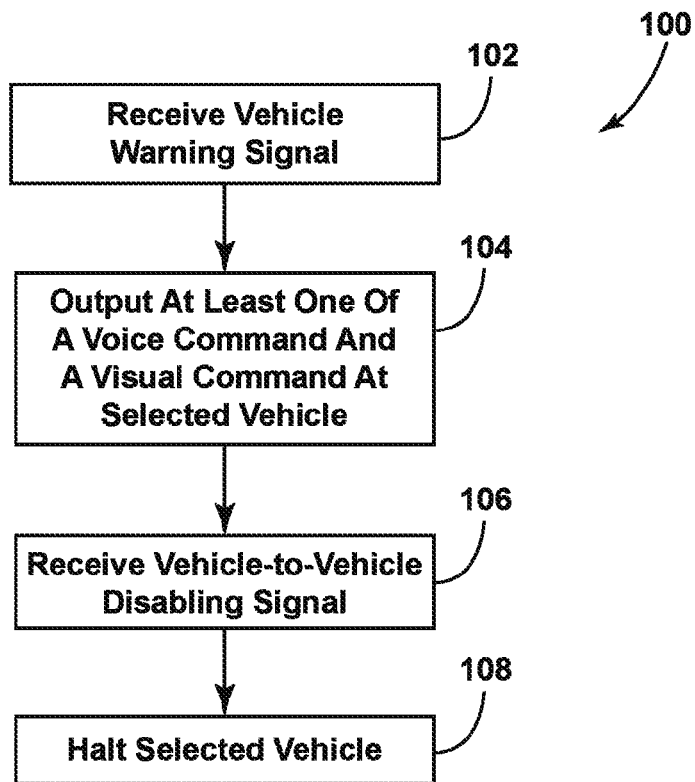 100
102
Receive Vehicle
Warning Signal
104
Output At Least One Of
A Voice Command And
A Visual Command At
Selected Vehicle
106
Receive Vehicle-to-Vehicle
Disabling Signal
108
Halt Selected Vehicle